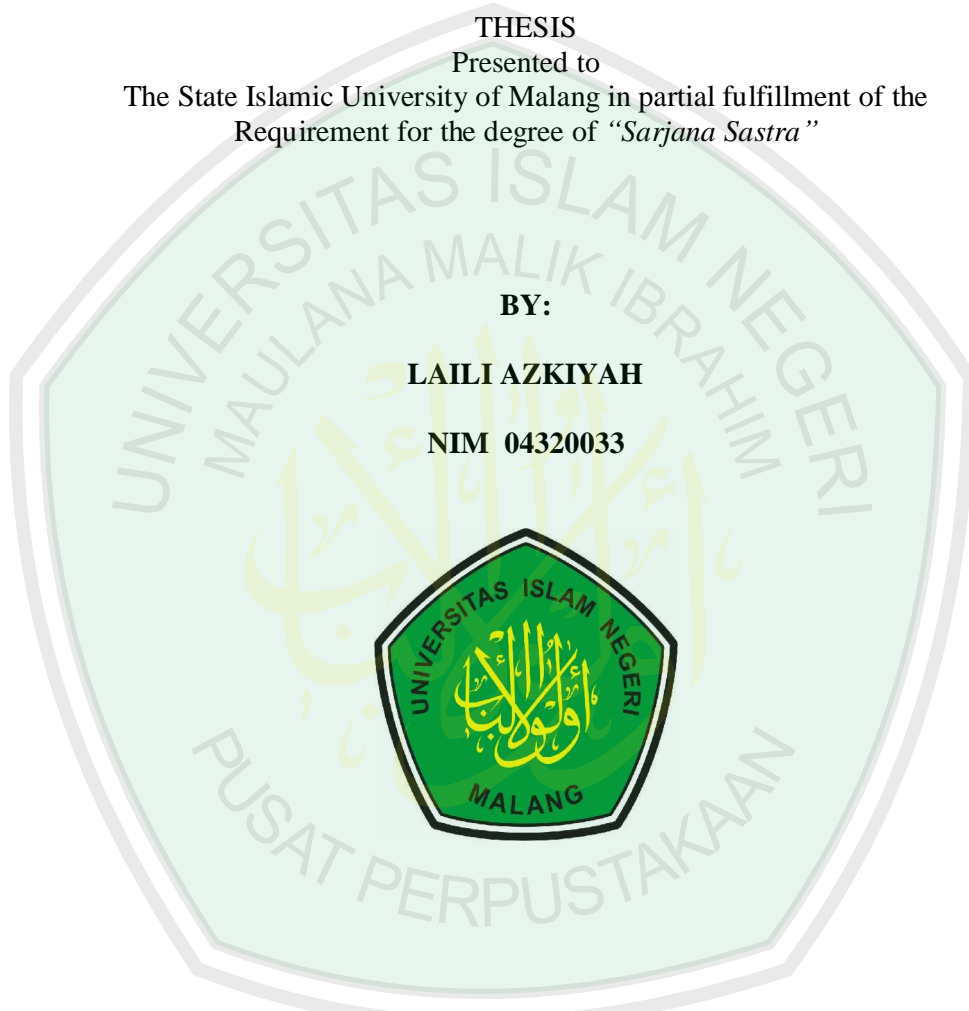 THESIS
Presented to
The State Islamic University of Malang in partial fulfillment of the
Requirement for the degree of “Sarjana Sastra”
UNIVERSITAS ISLAM NEGERI
MAULANA MALIK IBRAHIM
BY:
LAILI AZKIYAH
NIM 04320033
UNIVERSITAS ISLAM NEGERI
أولو الألباب
MALANG
PUSAT PERPUSTAKAAN